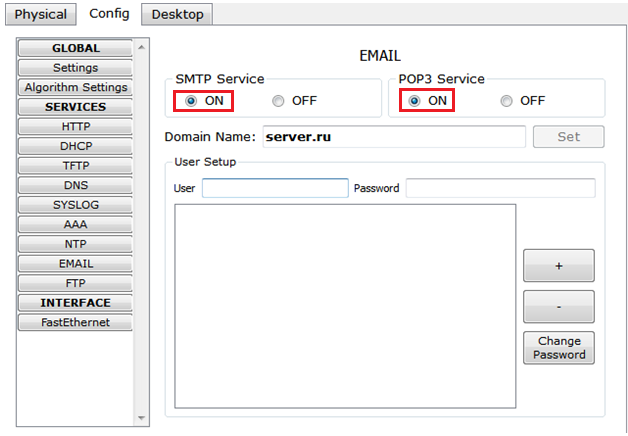 Physical Config Desktop
GLOBAL
Settings
Algorithm Settings
SERVICES
HTTP
DHCP
TFTP
DNS
SYSLOG
AAA
NTP
EMAIL
FTP
INTERFACE
FastEthernet
EMAIL
SMTP Service
ON OFF
POP3 Service
ON OFF
Domain Name: server.ru Set
User Setup
User Password
+
-
Change
Password